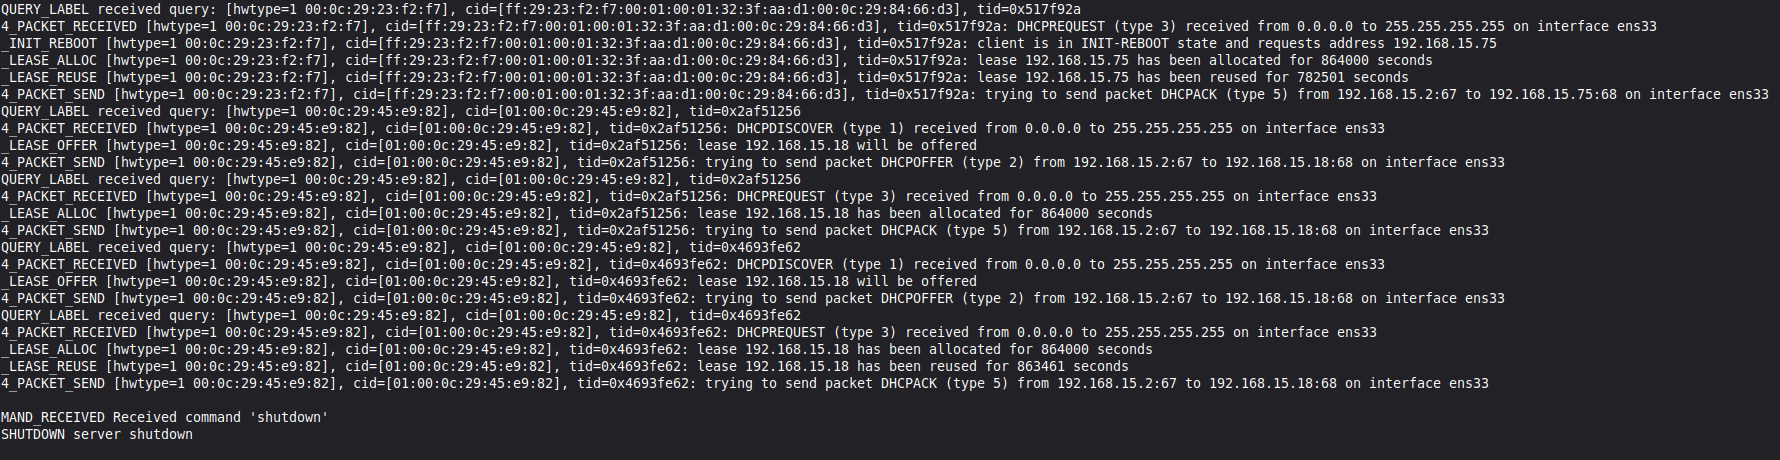 QUERY_LABEL received query: [hwtype=1 00:0c:29:23:f2:f7], cid=[ff:29:23:f2:f7:00:01:00:01:32:3f:aa:d1:00:0c:29:84:66:d3], tid=0x517f92a
4_PACKET_RECEIVED [hwtype=1 00:0c:29:23:f2:f7], cid=[ff:29:23:f2:f7:00:01:00:01:32:3f:aa:d1:00:0c:29:84:66:d3], tid=0x517f92a: DHCPREQUEST (type 3) received from 0.0.0.0 to 255.255.255.255 on interface ens33
_INIT_REBOOT [hwtype=1 00:0c:29:23:f2:f7], cid=[ff:29:23:f2:f7:00:01:00:01:32:3f:aa:d1:00:0c:29:84:66:d3], tid=0x517f92a: client is in INIT-REBOOT state and requests address 192.168.15.75
_LEASE_ALLOC [hwtype=1 00:0c:29:23:f2:f7], cid=[ff:29:23:f2:f7:00:01:00:01:32:3f:aa:d1:00:0c:29:84:66:d3], tid=0x517f92a: lease 192.168.15.75 has been allocated for 864000 seconds
_LEASE_REUSE [hwtype=1 00:0c:29:23:f2:f7], cid=[ff:29:23:f2:f7:00:01:00:01:32:3f:aa:d1:00:0c:29:84:66:d3], tid=0x517f92a: lease 192.168.15.75 has been reused for 782501 seconds
4_PACKET_SEND [hwtype=1 00:0c:29:23:f2:f7], cid=[ff:29:23:f2:f7:00:01:00:01:32:3f:aa:d1:00:0c:29:84:66:d3], tid=0x517f92a: trying to send packet DHCPACK (type 5) from 192.168.15.2:67 to 192.168.15.75:68 on interface ens33
QUERY_LABEL received query: [hwtype=1 00:0c:29:45:e9:82], cid=[01:00:0c:29:45:e9:82], tid=0x2af51256
4_PACKET_RECEIVED [hwtype=1 00:0c:29:45:e9:82], cid=[01:00:0c:29:45:e9:82], tid=0x2af51256: DHCPDISCOVER (type 1) received from 0.0.0.0 to 255.255.255.255 on interface ens33
_LEASE_OFFER [hwtype=1 00:0c:29:45:e9:82], cid=[01:00:0c:29:45:e9:82], tid=0x2af51256: lease 192.168.15.18 will be offered
4_PACKET_SEND [hwtype=1 00:0c:29:45:e9:82], cid=[01:00:0c:29:45:e9:82], tid=0x2af51256: trying to send packet DHCPOFFER (type 2) from 192.168.15.2:67 to 192.168.15.18:68 on interface ens33
QUERY_LABEL received query: [hwtype=1 00:0c:29:45:e9:82], cid=[01:00:0c:29:45:e9:82], tid=0x2af51256
4_PACKET_RECEIVED [hwtype=1 00:0c:29:45:e9:82], cid=[01:00:0c:29:45:e9:82], tid=0x2af51256: DHCPREQUEST (type 3) received from 0.0.0.0 to 255.255.255.255 on interface ens33
_LEASE_ALLOC [hwtype=1 00:0c:29:45:e9:82], cid=[01:00:0c:29:45:e9:82], tid=0x2af51256: lease 192.168.15.18 has been allocated for 864000 seconds
4_PACKET_SEND [hwtype=1 00:0c:29:45:e9:82], cid=[01:00:0c:29:45:e9:82], tid=0x2af51256: trying to send packet DHCPACK (type 5) from 192.168.15.2:67 to 192.168.15.18:68 on interface ens33
QUERY_LABEL received query: [hwtype=1 00:0c:29:45:e9:82], cid=[01:00:0c:29:45:e9:82], tid=0x4693fe62
4_PACKET_RECEIVED [hwtype=1 00:0c:29:45:e9:82], cid=[01:00:0c:29:45:e9:82], tid=0x4693fe62: DHCPDISCOVER (type 1) received from 0.0.0.0 to 255.255.255.255 on interface ens33
_LEASE_OFFER [hwtype=1 00:0c:29:45:e9:82], cid=[01:00:0c:29:45:e9:82], tid=0x4693fe62: lease 192.168.15.18 will be offered
4_PACKET_SEND [hwtype=1 00:0c:29:45:e9:82], cid=[01:00:0c:29:45:e9:82], tid=0x4693fe62: trying to send packet DHCPOFFER (type 2) from 192.168.15.2:67 to 192.168.15.18:68 on interface ens33
QUERY_LABEL received query: [hwtype=1 00:0c:29:45:e9:82], cid=[01:00:0c:29:45:e9:82], tid=0x4693fe62
4_PACKET_RECEIVED [hwtype=1 00:0c:29:45:e9:82], cid=[01:00:0c:29:45:e9:82], tid=0x4693fe62: DHCPREQUEST (type 3) received from 0.0.0.0 to 255.255.255.255 on interface ens33
_LEASE_ALLOC [hwtype=1 00:0c:29:45:e9:82], cid=[01:00:0c:29:45:e9:82], tid=0x4693fe62: lease 192.168.15.18 has been allocated for 864000 seconds
_LEASE_REUSE [hwtype=1 00:0c:29:45:e9:82], cid=[01:00:0c:29:45:e9:82], tid=0x4693fe62: lease 192.168.15.18 has been reused for 863461 seconds
4_PACKET_SEND [hwtype=1 00:0c:29:45:e9:82], cid=[01:00:0c:29:45:e9:82], tid=0x4693fe62: trying to send packet DHCPACK (type 5) from 192.168.15.2:67 to 192.168.15.18:68 on interface ens33
MAND_RECEIVED Received command 'shutdown'
SHUTDOWN server shutdown